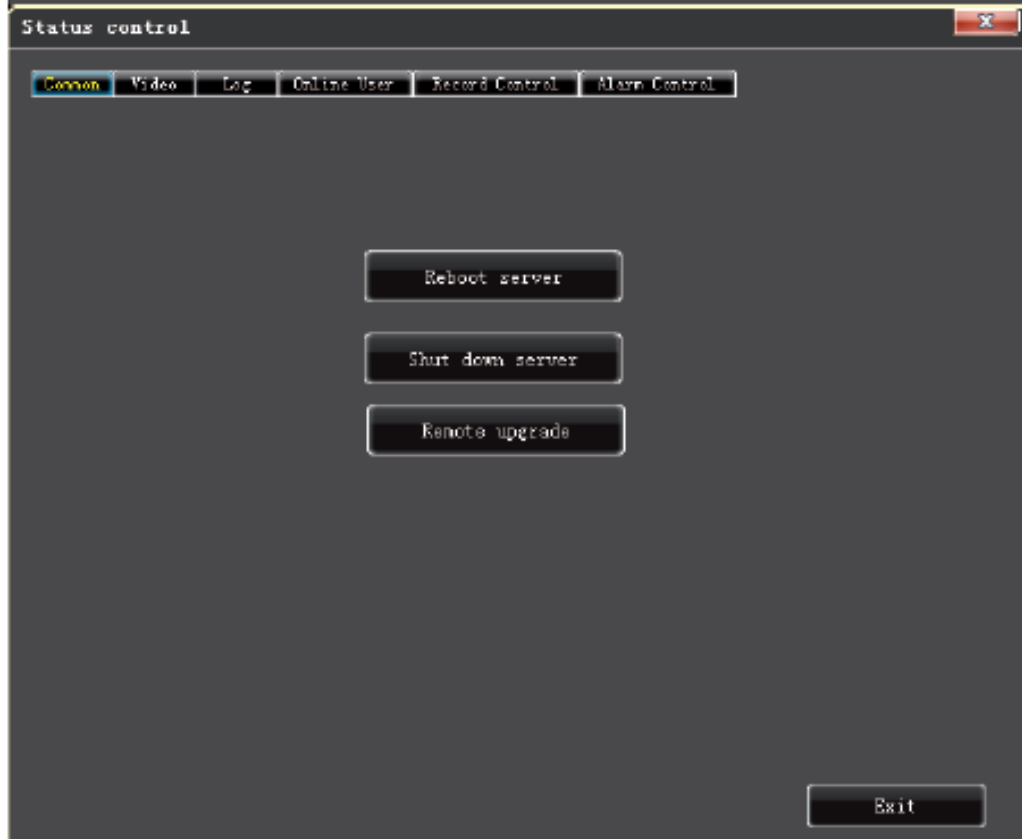 Status control
X
Common Video Log Online User Record Control Alarm Control
Reboot server
Shut down server
Remote upgrade
Exit